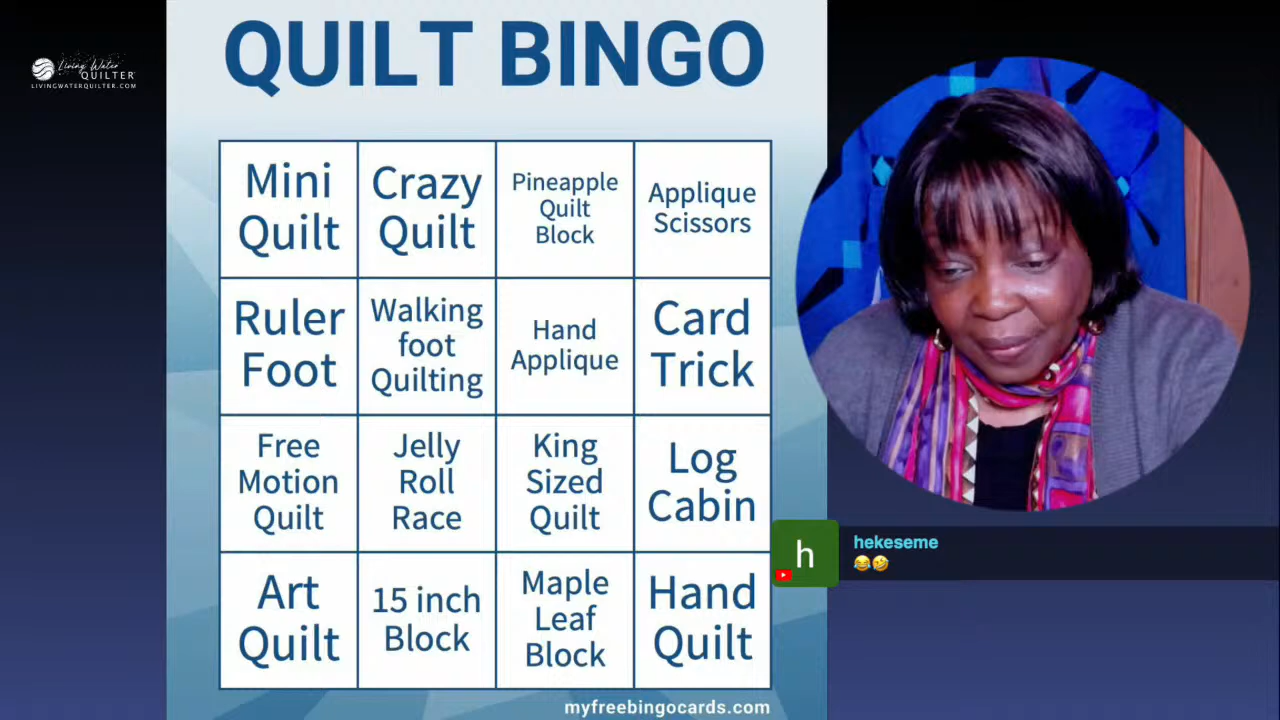 QUILT BINGO
Living Water
QUILTER
LIVINGWATERQUILTER.COM
Mini
Quilt
Crazy
Quilt
Pineapple
Quilt
Block
Applique
Scissors
Ruler
Foot
Walking
foot
Quilting
Hand
Applique
Card
Trick
Free
Motion
Quilt
Jelly
Roll
Race
King
Sized
Quilt
Log
Cabin
Art
Quilt
15 inch
Block
Maple
Leaf
Block
Hand
Quilt
myfreebingocards.com
h
hekeseme
😂🤣